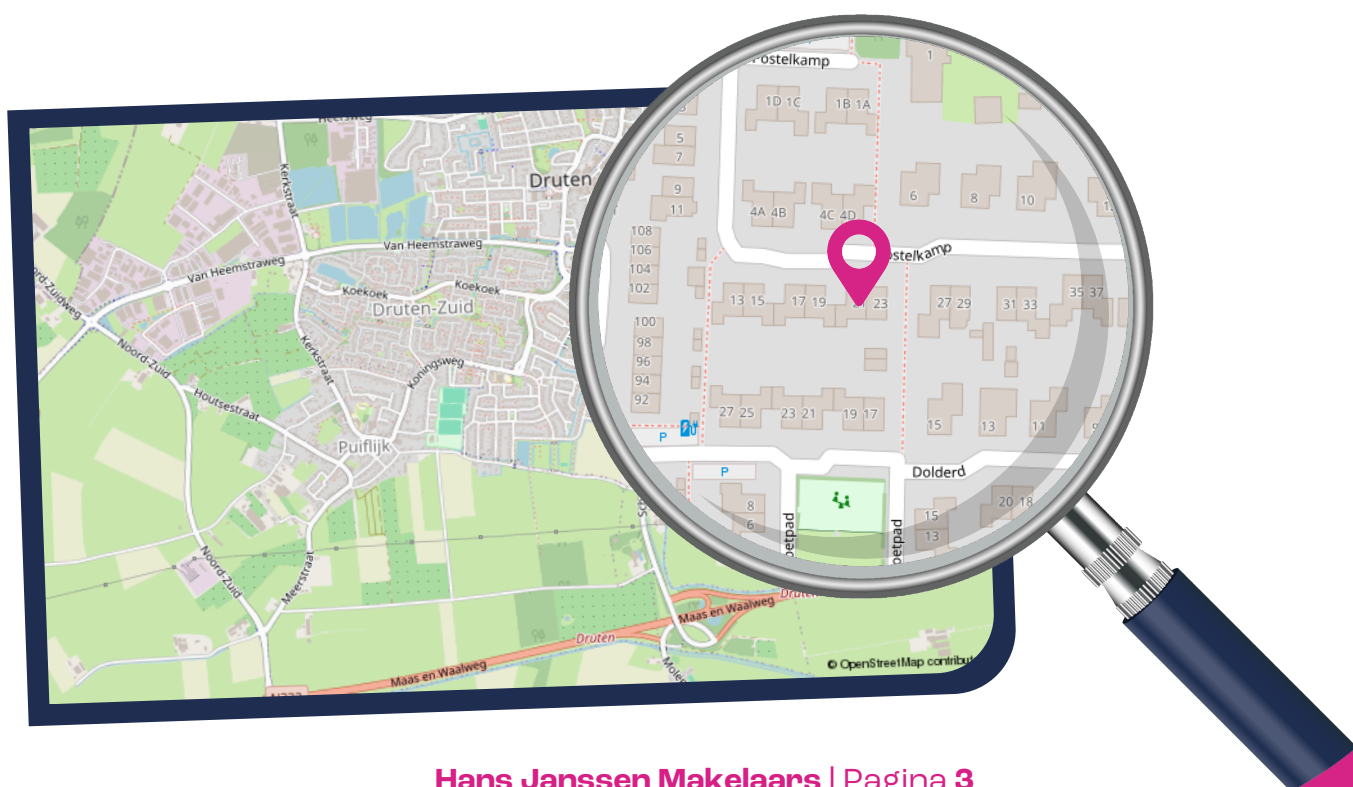 Heersweg
Kerkstraat
Druten
Van Heemstraweg
Van Heemstraweg
Koekoek
Koekoek
Druten-Zuid
Noord-Zuid
Kerkstraat
Koningsweg
Houtsestraat
Puiflijk
Noord-Zuid
Meerstraat
Maas en Waalweg
Druten
Maas en Waalweg
© OpenStreetMap contribut
Postelkamp
1
1D 1C
1B 1A
5
7
9
11
4A 4B
4C 4D
6
8
10
108
106
104
102
ostelkamp
13 15
17 19
23
27 29
31 33
35 37
100
98
96
94
92
27 25
23 21
19 17
15
13
11
P
P
Dolderd
8
6
oetpad
oetpad
15
13
20 18
Hans Janssen Makelaars | Pagina 3